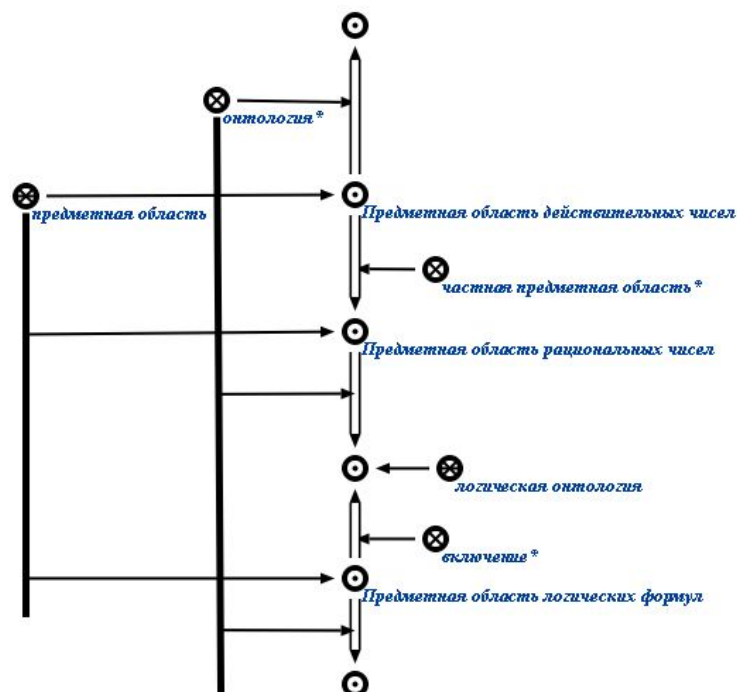 онтология*
предметная область
Предметная область действительных чисел
частная предметная область*
Предметная область рациональных чисел
логическая онтология
включение*
Предметная область логических формул